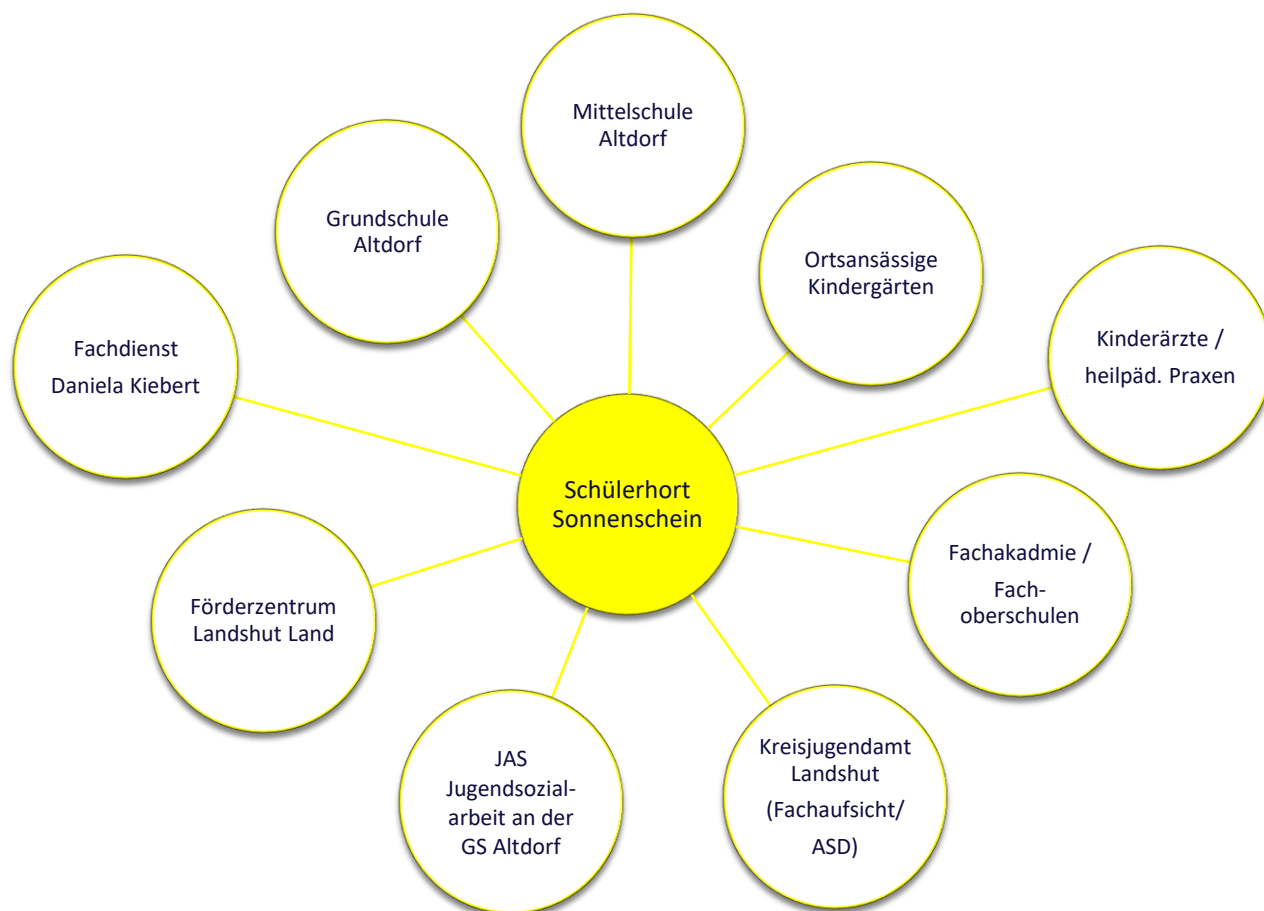 Mittelschule
Altdorf
Grundschule
Altdorf
Ortsansässige
Kindergärten
Kinderärzte /
heilpäd. Praxen
Fachdienst
Daniela Kiebert
Schülerhort
Sonnenschein
Fachakadmie /
Fach-
oberschulen
Förderzentrum
Landshut Land
JAS
Jugendsozial-
arbeit an der
GS Altdorf
Kreisjugendamt
Landshut
(Fachaufsicht/
ASD)